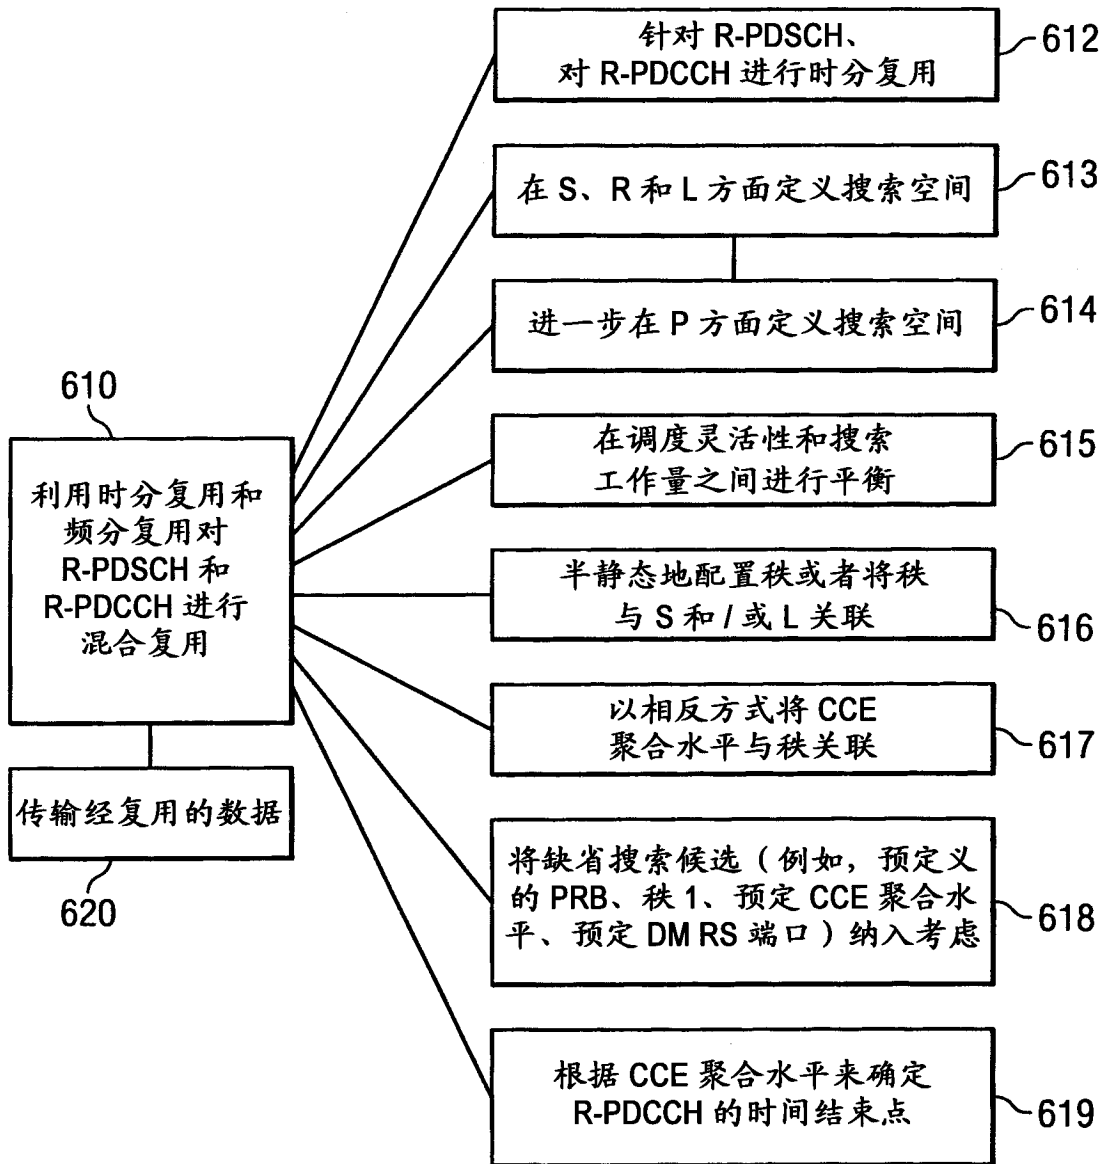 针对 R-PDSCH、
对 R-PDCCH 进行时分复用
612
在 S、R 和 L 方面定义搜索空间
613
进一步在 P 方面定义搜索空间
614
610
利用时分复用和
频分复用对
R-PDSCH 和
R-PDCCH 进行
混合复用
在调度灵活性和搜索
工作量之间进行平衡
615
半静态地配置秩或者将秩
与 S 和 / 或 L 关联
616
以相反方式将 CCE
聚合水平与秩关联
617
传输经复用的数据
620
将缺省搜索候选（例如，预定义
的 PRB、秩 1、预定 CCE 聚合水
平、预定 DM RS 端口）纳入考虑
618
根据 CCE 聚合水平来确定
R-PDCCH 的时间结束点
619